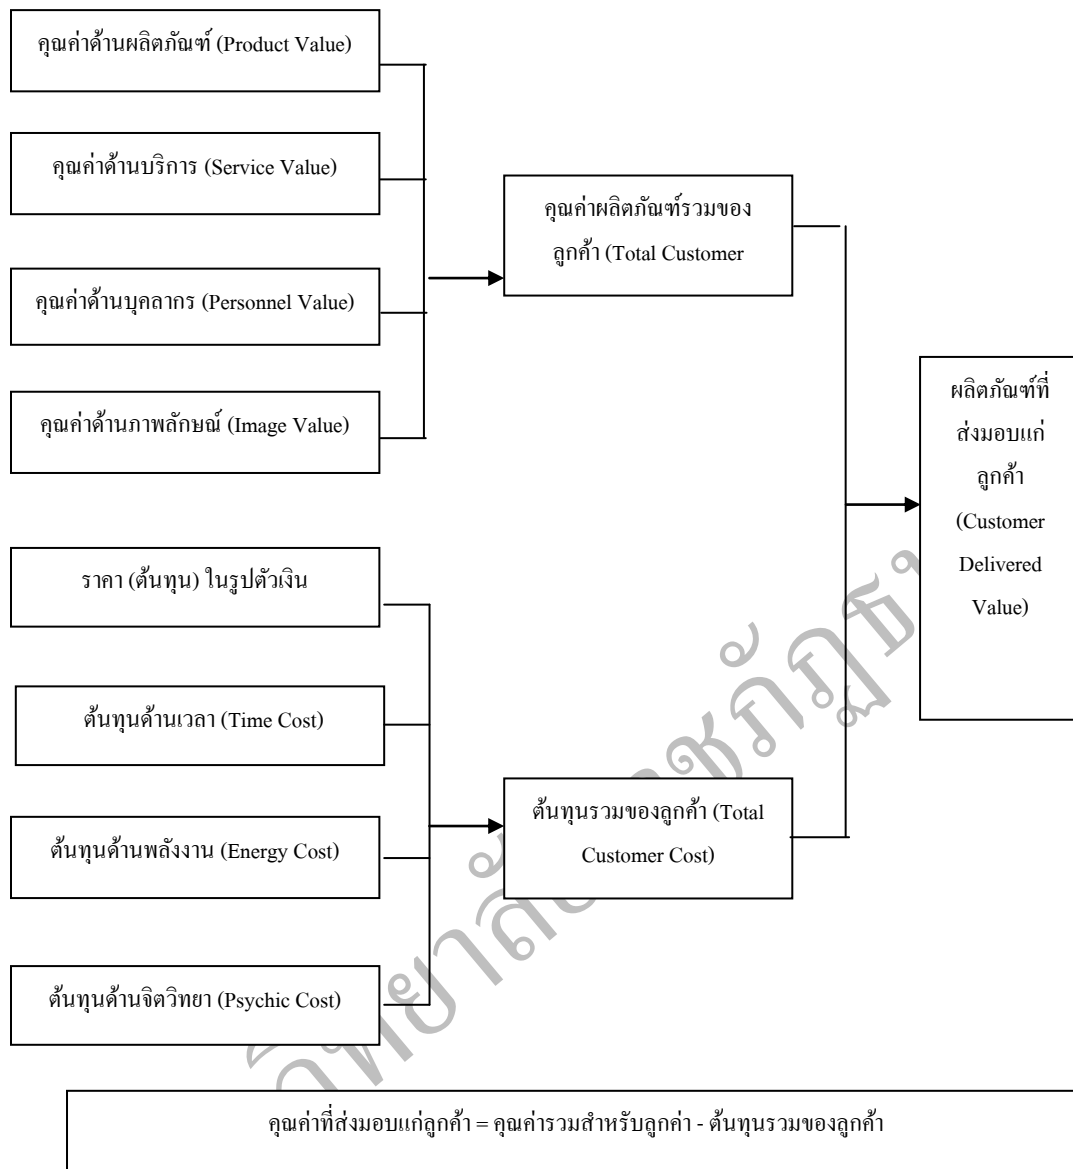 คุณค่าด้านผลิตภัณฑ์ (Product Value)
คุณค่าด้านบริการ (Service Value)
คุณค่าด้านบุคลากร (Personnel Value)
คุณค่าด้านภาพลักษณ์ (Image Value)
คุณค่าผลิตภัณฑ์รวมของ
ลูกค้า (Total Customer
ราคา (ต้นทุน) ในรูปตัวเงิน
ต้นทุนด้านเวลา (Time Cost)
ต้นทุนด้านพลังงาน (Energy Cost)
ต้นทุนด้านจิตวิทยา (Psychic Cost)
ต้นทุนรวมของลูกค้า (Total
Customer Cost)
ผลิตภัณฑ์ที่
ส่งมอบแก่
ลูกค้า
(Customer
Delivered
Value)
คุณค่าที่ส่งมอบแก่ลูกค้า = คุณค่ารวมสำหรับลูกค่า - ต้นทุนรวมของลูกค้า